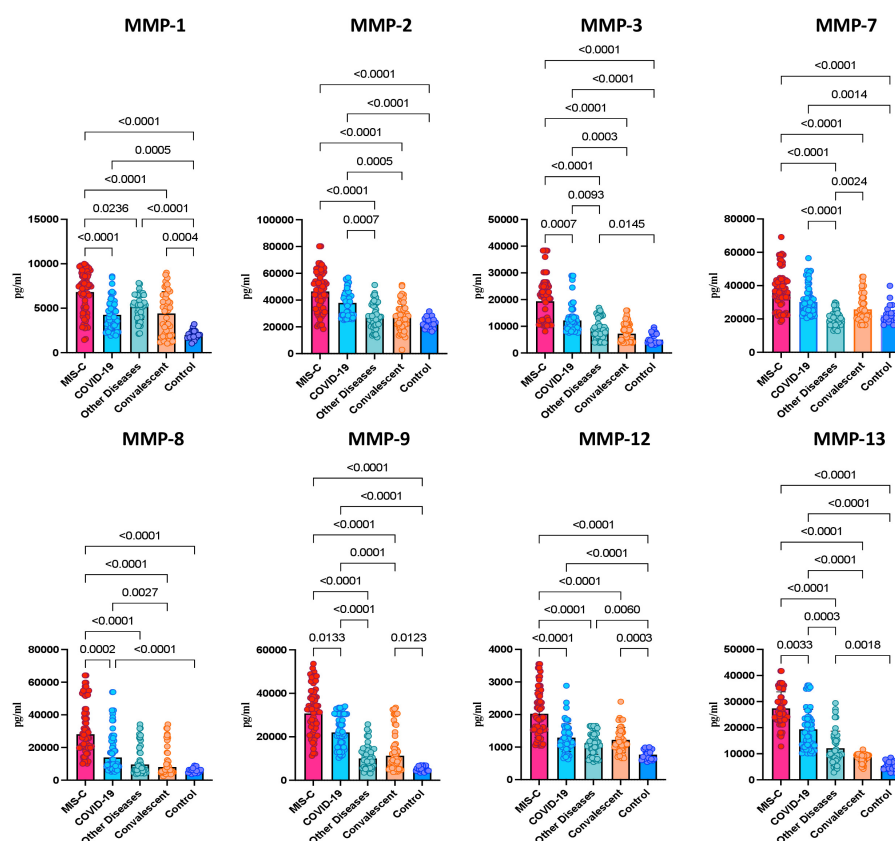 MMP-1
<0.0001
0.0005
<0.0001
0.0236 <0.0001
<0.0001 0.0004
15000
10000
5000
0
pg/ml
MIS-C
COVID-19
Other Diseases
Convalescent
Control
MMP-2
<0.0001
<0.0001
<0.0001
0.0005
<0.0001
0.0007
100000
80000
60000
40000
20000
0
pg/ml
MIS-C
COVID-19
Other Diseases
Convalescent
Control
MMP-3
<0.0001
<0.0001
<0.0001
0.0003
<0.0001
0.0093
0.0007 0.0145
50000
40000
30000
20000
10000
0
pg/ml
MIS-C
COVID-19
Other Diseases
Convalescent
Control
MMP-7
<0.0001
0.0014
<0.0001
<0.0001
0.0024
<0.0001
80000
60000
40000
20000
0
pg/ml
MIS-C
COVID-19
Other Diseases
Convalescent
Control
MMP-8
<0.0001
<0.0001
0.0027
<0.0001
0.0002 <0.0001
80000
60000
40000
20000
0
pg/ml
MIS-C
COVID-19
Other Diseases
Convalescent
Control
MMP-9
<0.0001
<0.0001
<0.0001
0.0001
<0.0001
<0.0001
0.0133 0.0123
60000
40000
20000
0
pg/ml
MIS-C
COVID-19
Other Diseases
Convalescent
Control
MMP-12
<0.0001
<0.0001
<0.0001
<0.0001 0.0060
<0.0001 0.0003
4000
3000
2000
1000
0
pg/ml
MIS-C
COVID-19
Other Diseases
Convalescent
Control
MMP-13
<0.0001
<0.0001
<0.0001
<0.0001
<0.0001
0.0003
0.0033 0.0018
50000
40000
30000
20000
10000
0
pg/ml
MIS-C
COVID-19
Other Diseases
Convalescent
Control